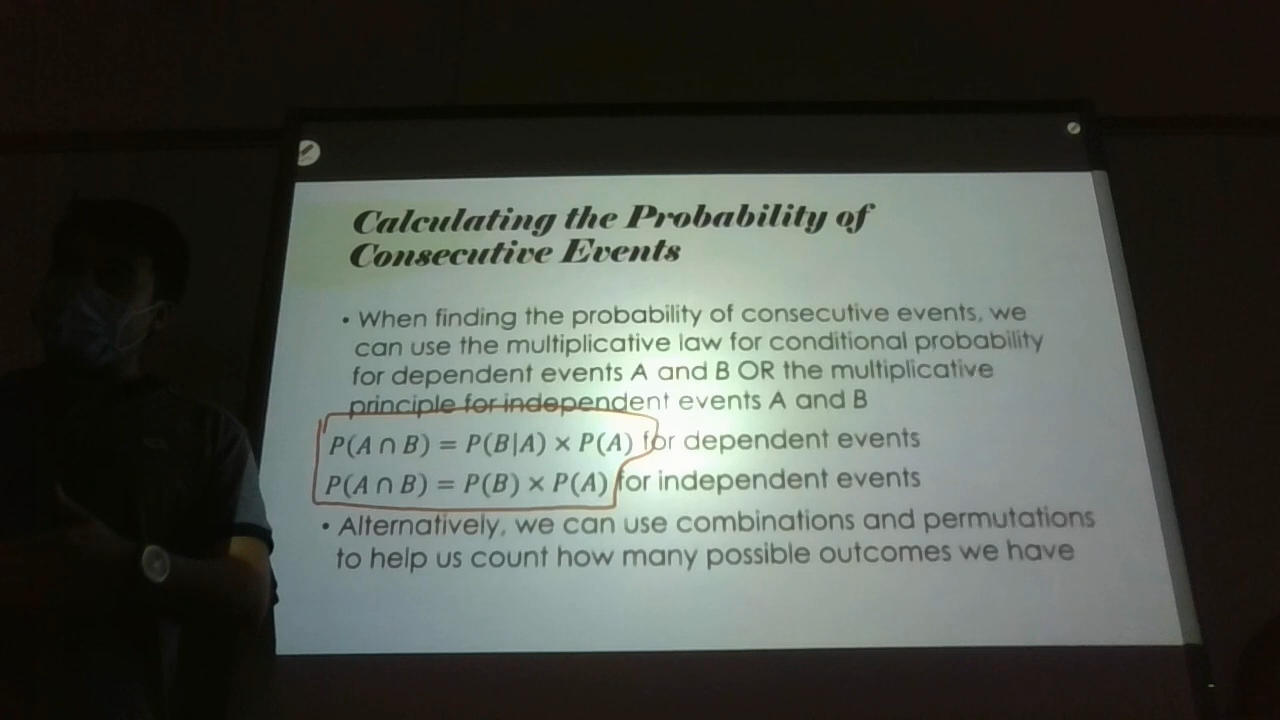 Calculating the Probability of
Consecutive Events
• When finding the probability of consecutive events, we
can use the multiplicative law for conditional probability
for dependent events A and B OR the multiplicative
principle for independent events A and B
P(A ∩ B) = P(B|A) × P(A) for dependent events
P(A ∩ B) = P(B) × P(A) for independent events
• Alternatively, we can use combinations and permutations
to help us count how many possible outcomes we have